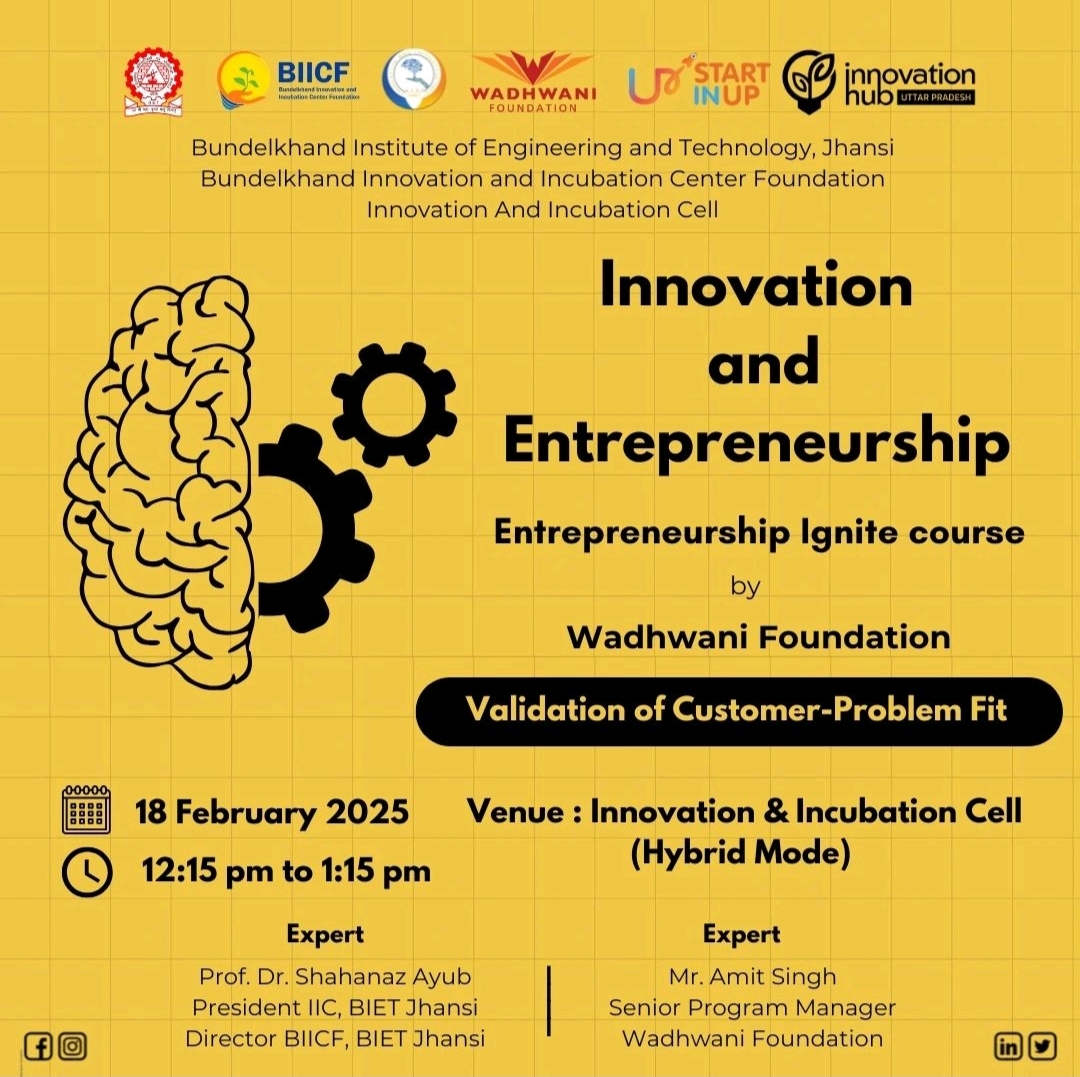 BIICF
Bundelkhand Innovation and
Incubation Center Foundation
WADHWANI
FOUNDATION
UP START
IN UP
innovation
hub UTTAR PRADESH
Bundelkhand Institute of Engineering and Technology, Jhansi
Bundelkhand Innovation and Incubation Center Foundation
Innovation And Incubation Cell
Innovation
and
Entrepreneurship
Entrepreneurship Ignite course
by
Wadhwani Foundation
Validation of Customer-Problem Fit
18 February 2025
12:15 pm to 1:15 pm
Venue : Innovation & Incubation Cell
(Hybrid Mode)
Expert
Prof. Dr. Shahanaz Ayub
President IIC, BIET Jhansi
Director BIICF, BIET Jhansi
Expert
Mr. Amit Singh
Senior Program Manager
Wadhwani Foundation